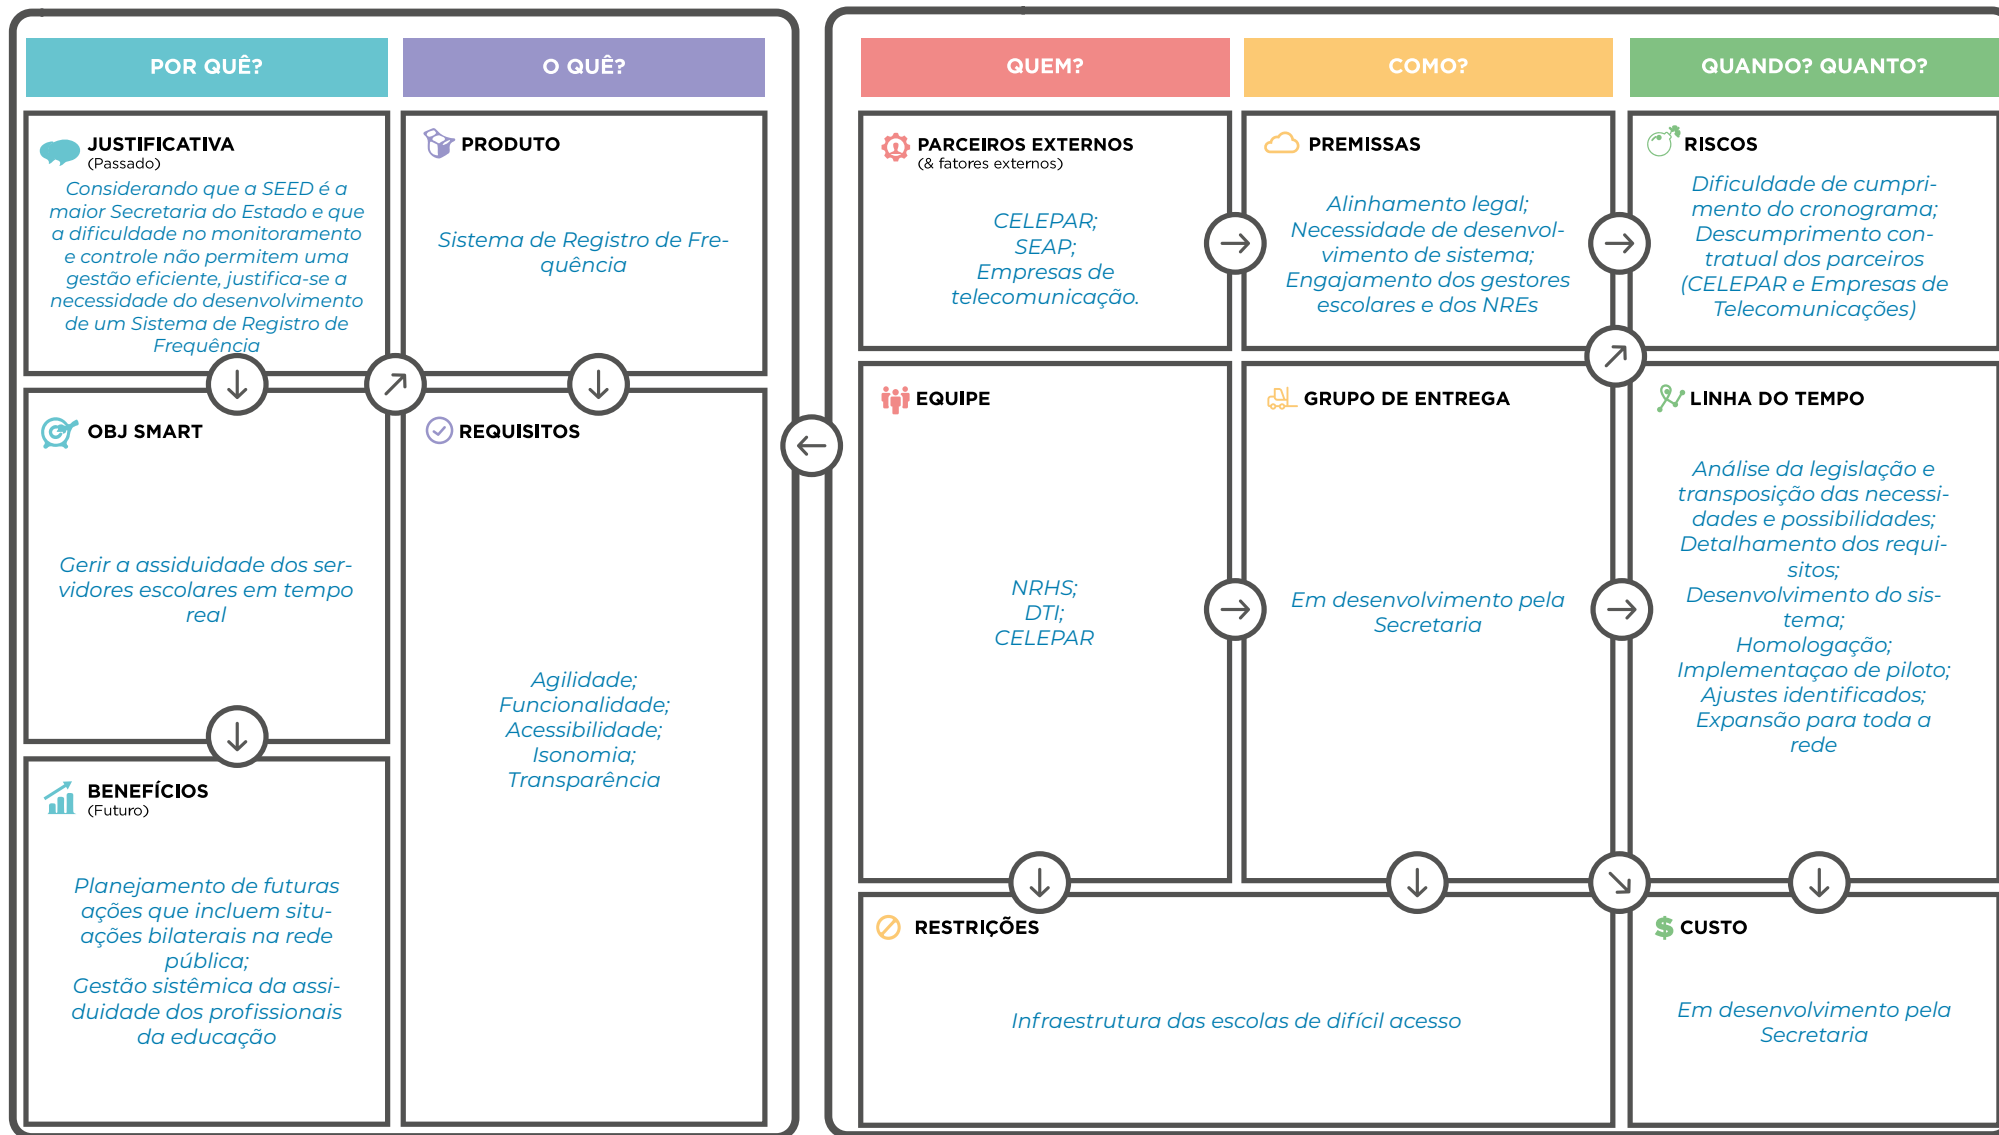 POR QUÊ?
O QUÊ?
QUEM?
COMO?
QUANDO? QUANTO?
JUSTIFICATIVA
(Passado)
Considerando que a SEED é a
maior Secretaria do Estado e que
a dificuldade no monitoramento
e controle não permitem uma
gestão eficiente, justifica-se a
necessidade do desenvolvimento
de um Sistema de Registro de
Frequência
OBJ SMART
Gerir a assiduidade dos ser-
vidores escolares em tempo
real
BENEFÍCIOS
(Futuro)
Planejamento de futuras
ações que incluem situ-
ações bilaterais na rede
pública;
Gestão sistêmica da assi-
duidade dos profissionais
da educação
PRODUTO
Sistema de Registro de Fre-
quência
REQUISITOS
Agilidade;
Funcionalidade;
Acessibilidade;
Isonomia;
Transparência
PARCEIROS EXTERNOS
(& fatores externos)
CELEPAR;
SEAP;
Empresas de
telecomunicação.
EQUIPE
NRHS;
DTI;
CELEPAR
PREMISSAS
Alinhamento legal;
Necessidade de desenvol-
vimento de sistema;
Engajamento dos gestores
escolares e dos NREs
GRUPO DE ENTREGA
Em desenvolvimento pela
Secretaria
RESTRIÇÕES
Infraestrutura das escolas de difícil acesso
RISCOS
Dificuldade de cumpri-
mento do cronograma;
Descumprimento con-
tratual dos parceiros
(CELEPAR e Empresas de
Telecomunicações)
LINHA DO TEMPO
Análise da legislação e
transposição das necessi-
dades e possibilidades;
Detalhamento dos requi-
sitos;
Desenvolvimento do sis-
tema;
Homologação;
Implementaçao de piloto;
Ajustes identificados;
Expansão para toda a
rede
CUSTO
Em desenvolvimento pela
Secretaria